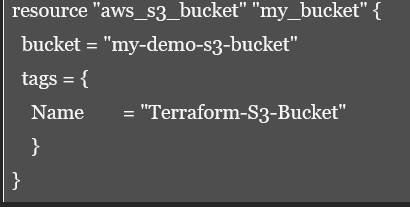 resource "aws_s3_bucket" "my_bucket" {
bucket = "my-demo-s3-bucket"
tags = {
Name = "Terraform-S3-Bucket"
}
}